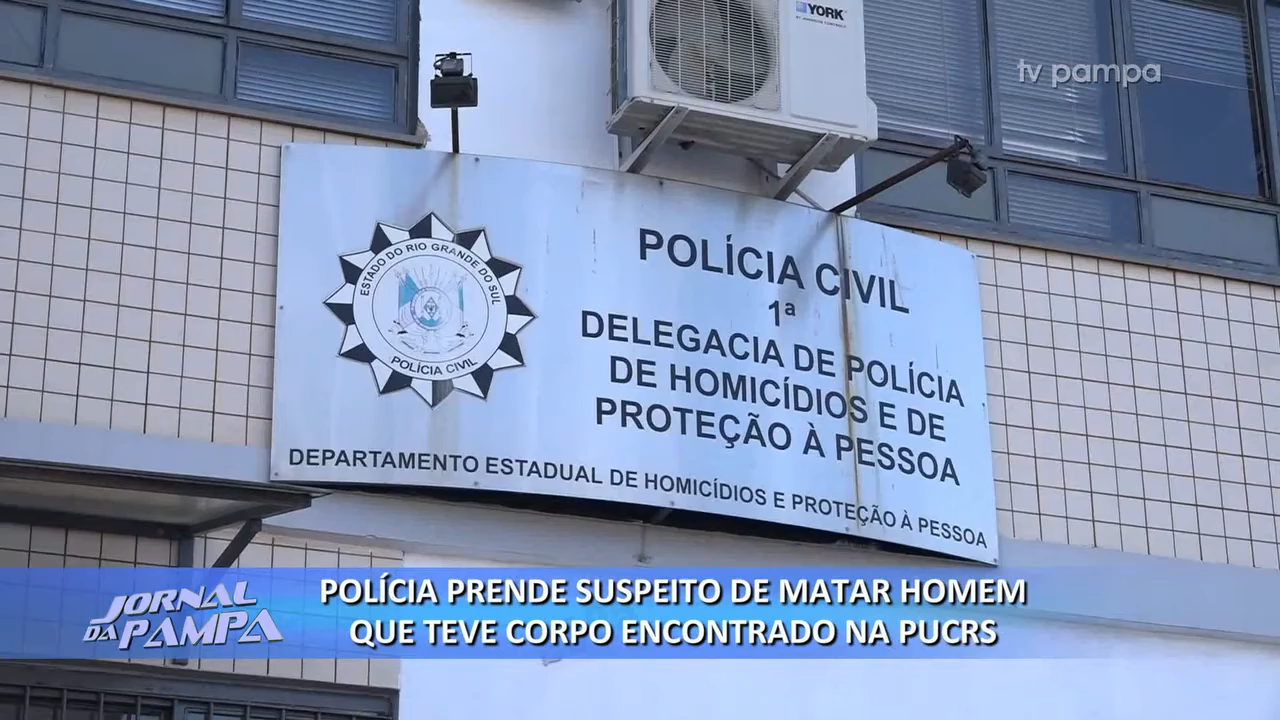 YORK
tv pampa
ESTADO DO RIO GRANDE DO SUL
POLÍCIA CIVIL
POLÍCIA CIVIL
1ª
DELEGACIA DE POLÍCIA
DE HOMICÍDIOS E DE
PROTEÇÃO À PESSOA
DEPARTAMENTO ESTADUAL DE HOMICÍDIOS E PROTEÇÃO À PESSOA
JORNAL
DA PAMPA
POLÍCIA PRENDE SUSPEITO DE MATAR HOMEM
QUE TEVE CORPO ENCONTRADO NA PUCRS